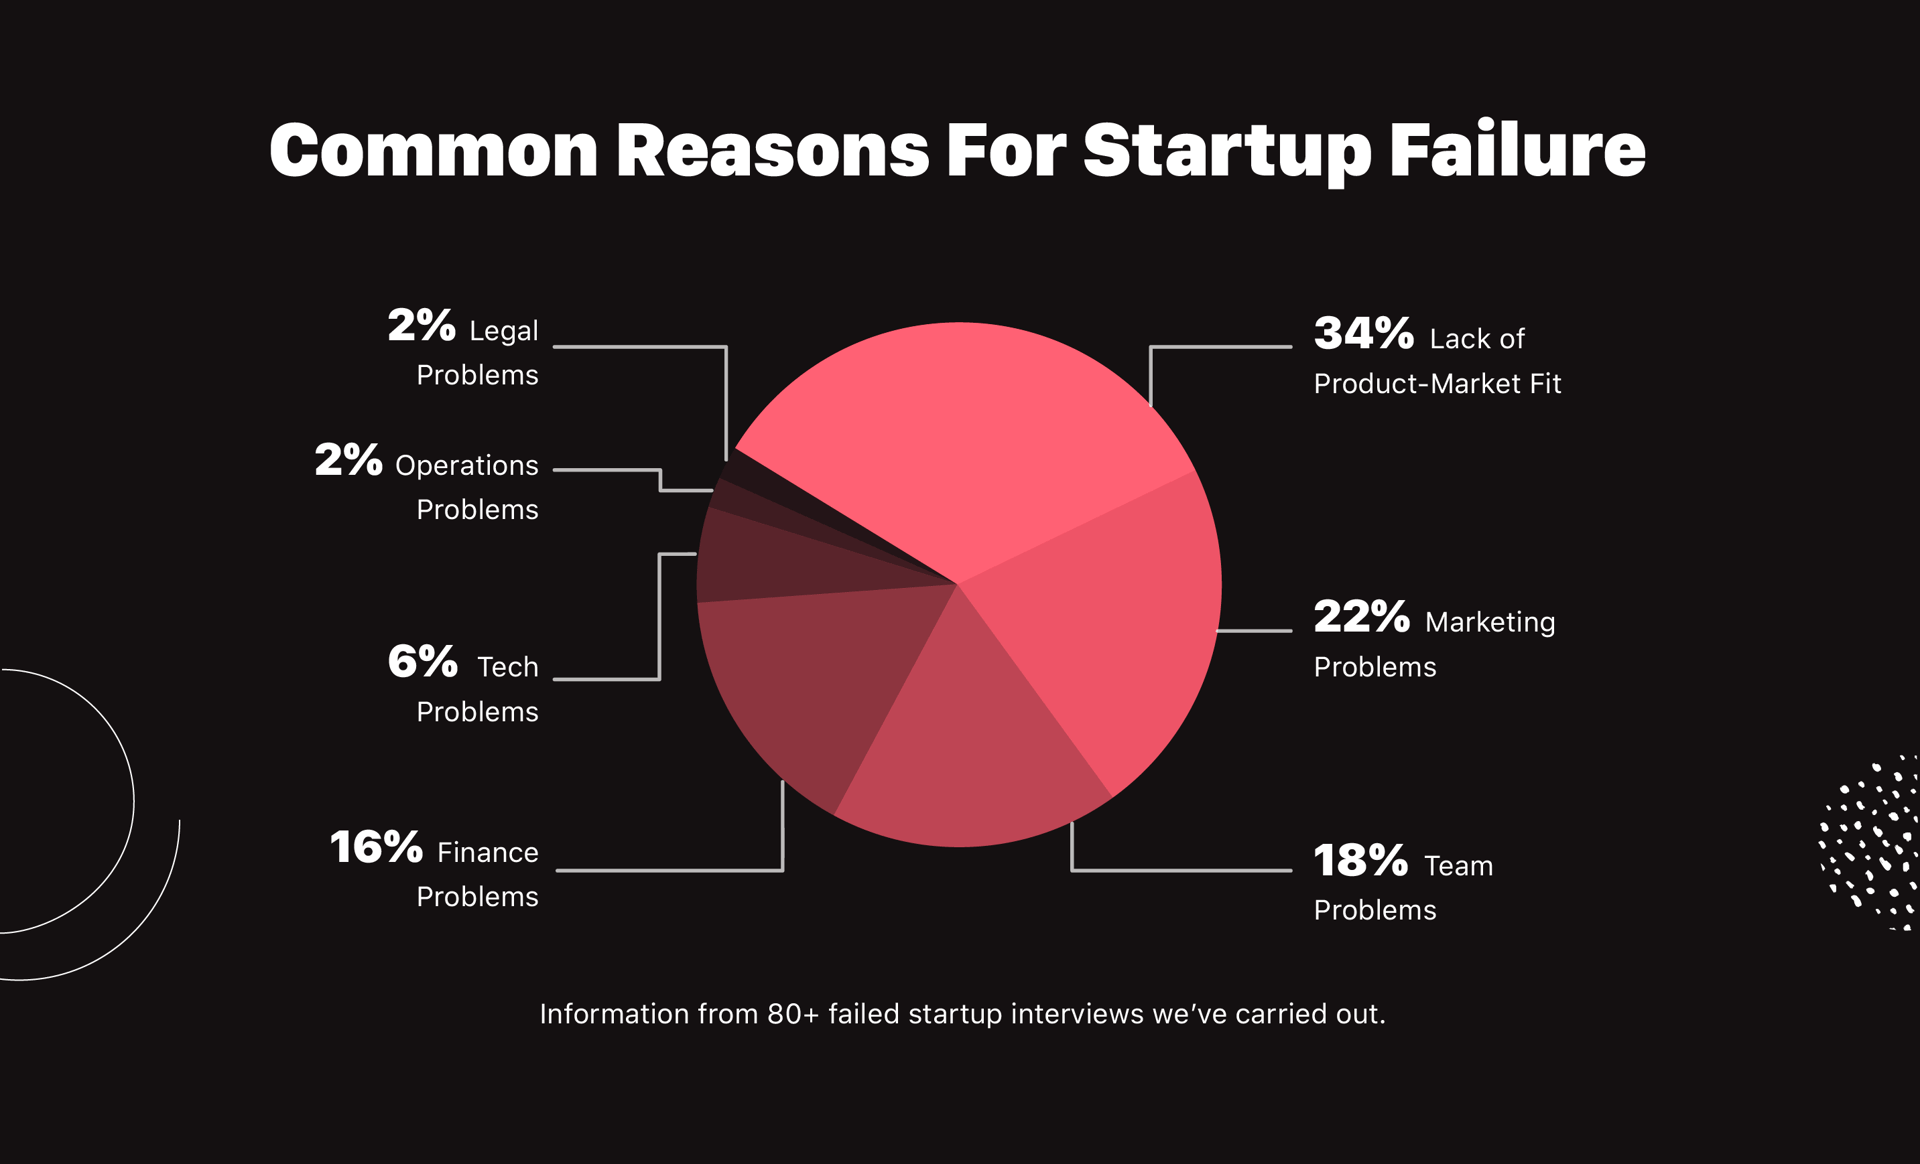 Common Reasons For Startup Failure
2% Legal
Problems
2% Operations
Problems
6% Tech
Problems
16% Finance
Problems
34% Lack of
Product-Market Fit
22% Marketing
Problems
18% Team
Problems
Information from 80+ failed startup interviews we’ve carried out.